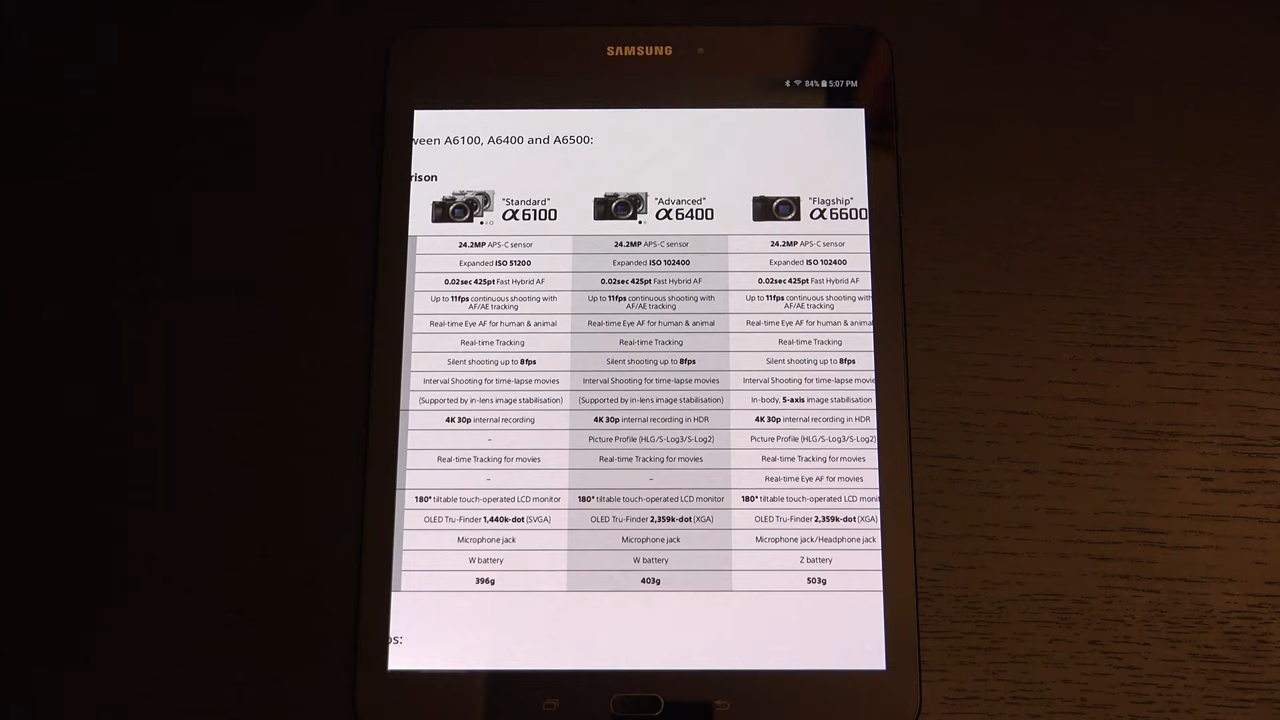 SAMSUNG
84% 5:07 PM
ween A6100, A6400 and A6500:
rison
"Standard" "Advanced" "Flagship"
α6100 α6400 α6600
24.2MP APS-C sensor 24.2MP APS-C sensor 24.2MP APS-C sensor
Expanded ISO 51200 Expanded ISO 102400 Expanded ISO 102400
0.02sec 425pt Fast Hybrid AF 0.02sec 425pt Fast Hybrid AF 0.02sec 425pt Fast Hybrid AF
Up to 11fps continuous shooting with Up to 11fps continuous shooting with Up to 11fps continuous shooting with
AF/AE tracking AF/AE tracking AF/AE tracking
Real-time Eye AF for human & animal Real-time Eye AF for human & animal Real-time Eye AF for human & anima
Real-time Tracking Real-time Tracking Real-time Tracking
Silent shooting up to 8fps Silent shooting up to 8fps Silent shooting up to 8fps
Interval Shooting for time-lapse movies Interval Shooting for time-lapse movies Interval Shooting for time-lapse movie
(Supported by in-lens image stabilisation) (Supported by in-lens image stabilisation) In-body, 5-axis image stabilisation
4K 30p internal recording 4K 30p internal recording in HDR 4K 30p internal recording in HDR
– Picture Profile (HLG/S-Log3/S-Log2) Picture Profile (HLG/S-Log3/S-Log2)
Real-time Tracking for movies Real-time Tracking for movies Real-time Tracking for movies
– – Real-time Eye AF for movies
180° tiltable touch-operated LCD monitor 180° tiltable touch-operated LCD monitor 180° tiltable touch-operated LCD monit
OLED Tru-Finder 1,440k-dot (SVGA) OLED Tru-Finder 2,359k-dot (XGA) OLED Tru-Finder 2,359k-dot (XGA)
Microphone jack Microphone jack Microphone jack/Headphone jack
W battery W battery Z battery
396g 403g 503g
os: